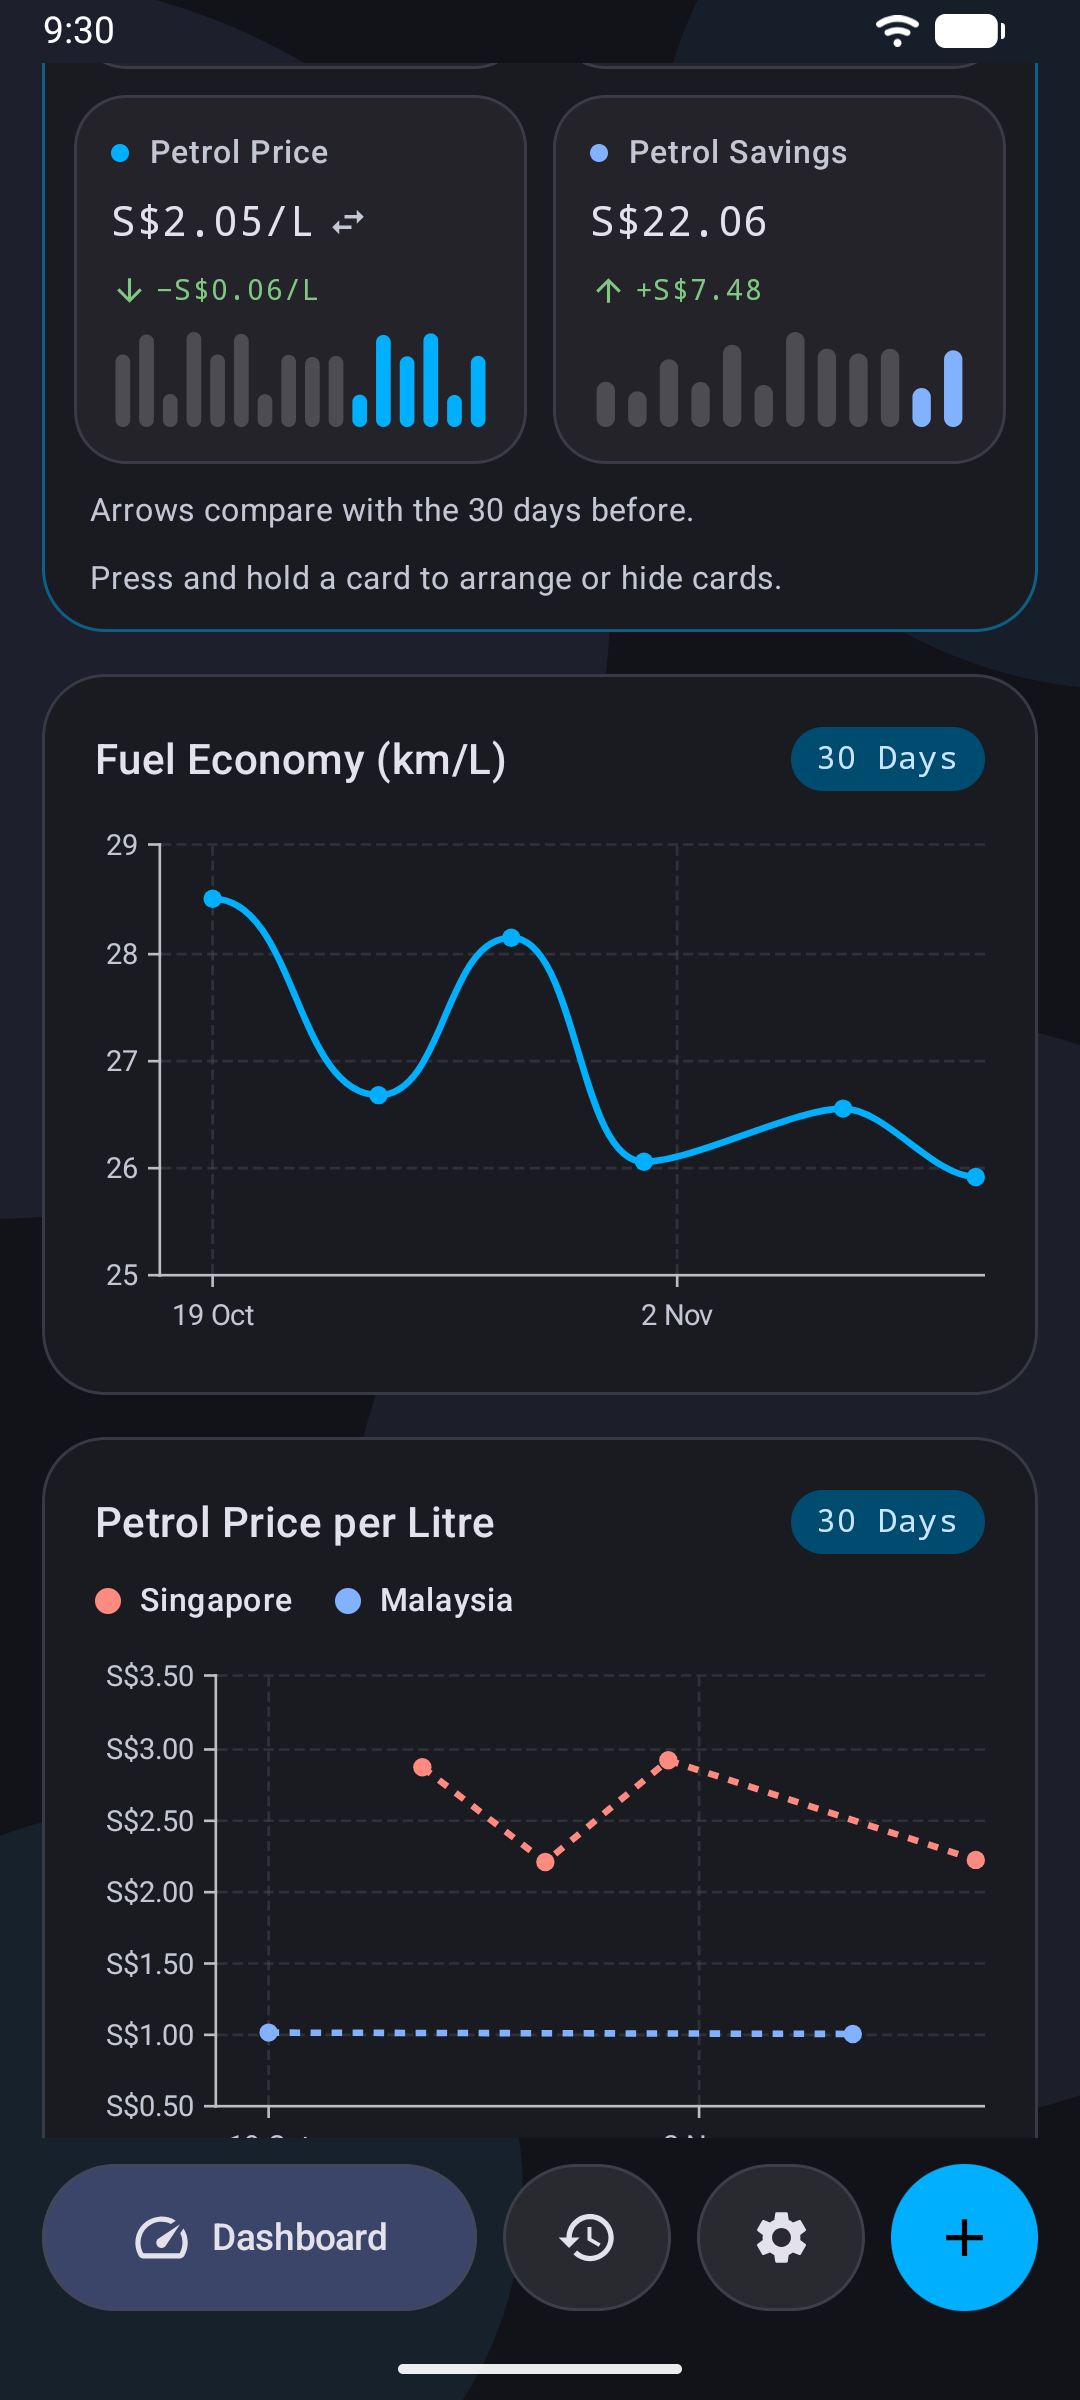 9:30
Petrol Price
S$2.05/L
−S$0.06/L
Petrol Savings
S$22.06
+S$7.48
Arrows compare with the 30 days before.
Press and hold a card to arrange or hide cards.
Fuel Economy (km/L)
30 Days
29
28
27
26
25
19 Oct
2 Nov
Petrol Price per Litre
30 Days
Singapore
Malaysia
S$3.50
S$3.00
S$2.50
S$2.00
S$1.50
S$1.00
S$0.50
Dashboard